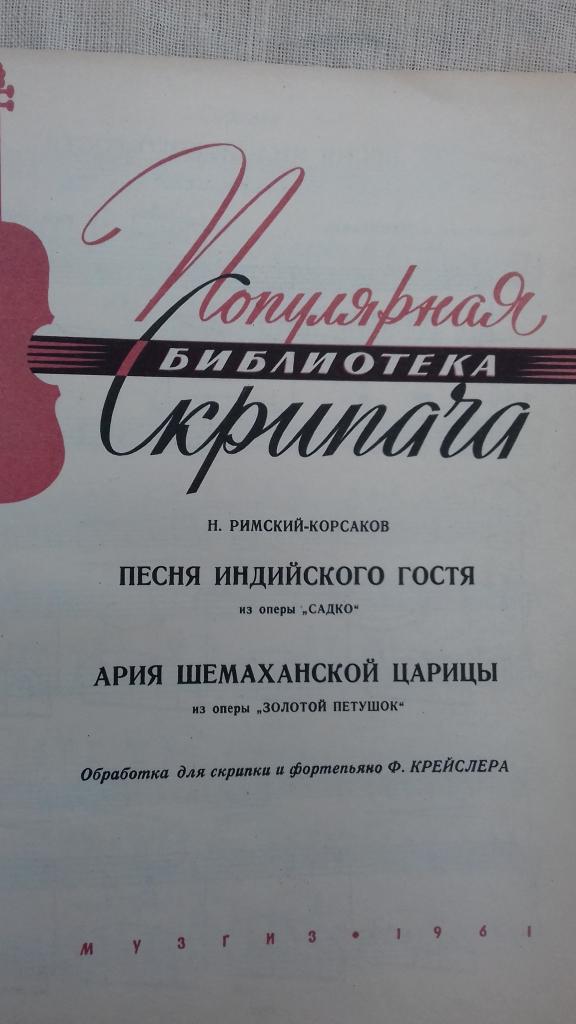 Популярная
БИБЛИОТЕКА
Скрипача
Н. РИМСКИЙ-КОРСАКОВ
ПЕСНЯ ИНДИЙСКОГО ГОСТЯ
из оперы „САДКО“
АРИЯ ШЕМАХАНСКОЙ ЦАРИЦЫ
из оперы „ЗОЛОТОЙ ПЕТУШОК“
Обработка для скрипки и фортепьяно Ф. КРЕЙСЛЕРА
МУЗГИЗ • 1961